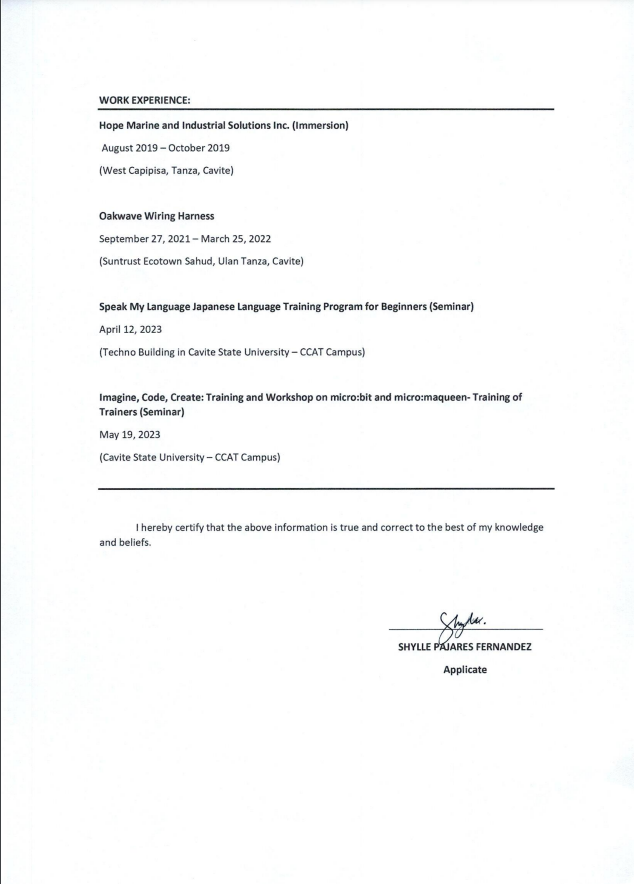 WORK EXPERIENCE:
Hope Marine and Industrial Solutions Inc. (Immersion)
August 2019 – October 2019
(West Capipisa, Tanza, Cavite)
Oakwave Wiring Harness
September 27, 2021 – March 25, 2022
(Suntrust Ecotown Sahud, Ulan Tanza, Cavite)
Speak My Language Japanese Language Training Program for Beginners (Seminar)
April 12, 2023
(Techno Building in Cavite State University – CCAT Campus)
Imagine, Code, Create: Training and Workshop on micro:bit and micro:maqueen- Training of
Trainers (Seminar)
May 19, 2023
(Cavite State University – CCAT Campus)
I hereby certify that the above information is true and correct to the best of my knowledge
and beliefs.
SHYLLE PAJARES FERNANDEZ
Applicate